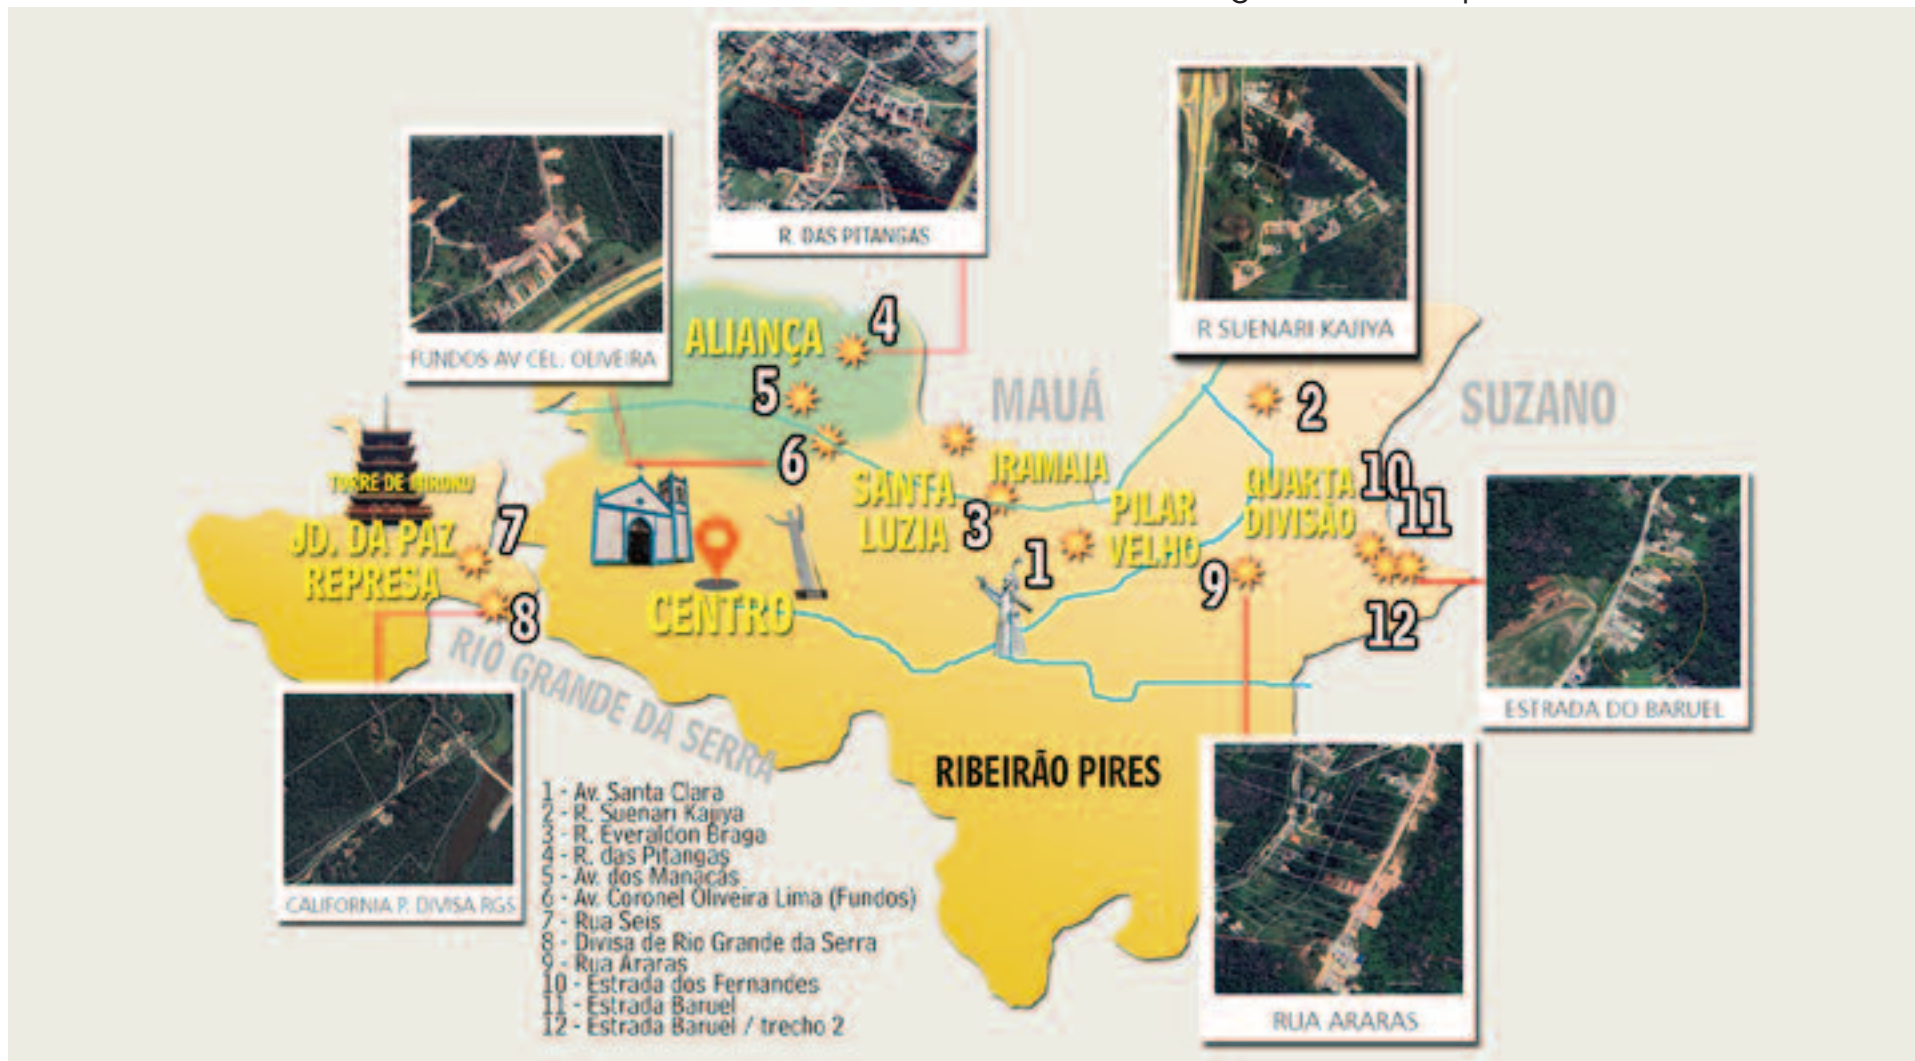 R. DAS PITANGAS
R SUENARI KAJIYA
FUNDOS AV CEL. OLIVEIRA
ALIANÇA
4
5
6
MAUÁ
2
SUZANO
TORRE DE MIROKU
JD. DA PAZ
REPRESA
7
8
SANTA
LUZIA
IRAMAIA
3
1
PILAR
VELHO
QUARTA
DIVISÃO
10
11
9
12
CENTRO
RIO GRANDE DA SERRA
ESTRADA DO BARUEL
RIBEIRÃO PIRES
CALIFORNIA P. DIVISA RGS
RUA ARARAS
1 - Av. Santa Clara
2 - R. Suenari Kajiya
3 - R. Everaldon Braga
4 - R. das Pitangas
5 - Av. dos Manacás
6 - Av. Coronel Oliveira Lima (Fundos)
7 - Rua Seis
8 - Divisa de Rio Grande da Serra
9 - Rua Araras
10 - Estrada dos Fernandes
11 - Estrada Baruel
12 - Estrada Baruel / trecho 2